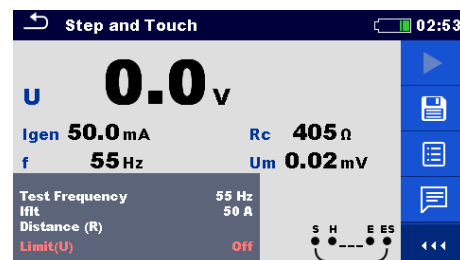 Step and Touch 02:53
U 0.0 V
Igen 50.0 mA Rc 405 Ω
f 55 Hz Um 0.02 mV
Test Frequency 55 Hz
Iflt 50 A
Distance (R)
Limit(U) Off
S H E ES